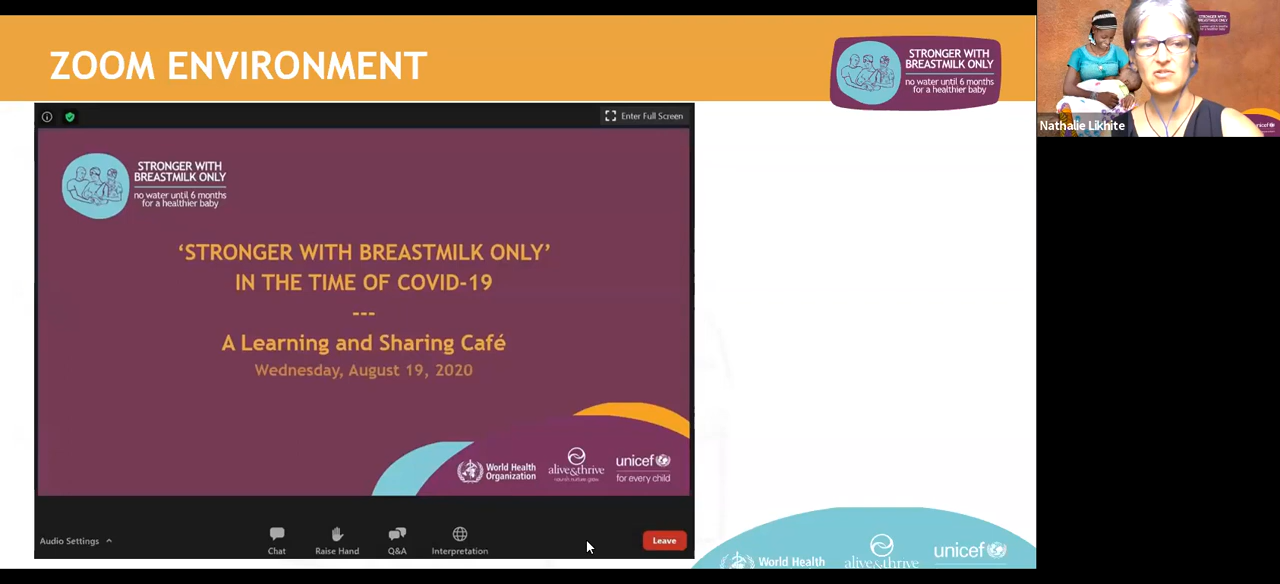 ZOOM ENVIRONMENT
STRONGER WITH
BREASTMILK ONLY
no water until 6 months
for a healthier baby
Nathalie Likhite
Enter Full Screen
STRONGER WITH
BREASTMILK ONLY
no water until 6 months
for a healthier baby
‘STRONGER WITH BREASTMILK ONLY’
IN THE TIME OF COVID-19
---
A Learning and Sharing Café
Wednesday, August 19, 2020
World Health
Organization
alive&thrive
nourish. nurture. grow.
unicef
for every child
Audio Settings
Chat
Raise Hand
Q&A
Interpretation
Leave
World Health
alive&thrive
unicef